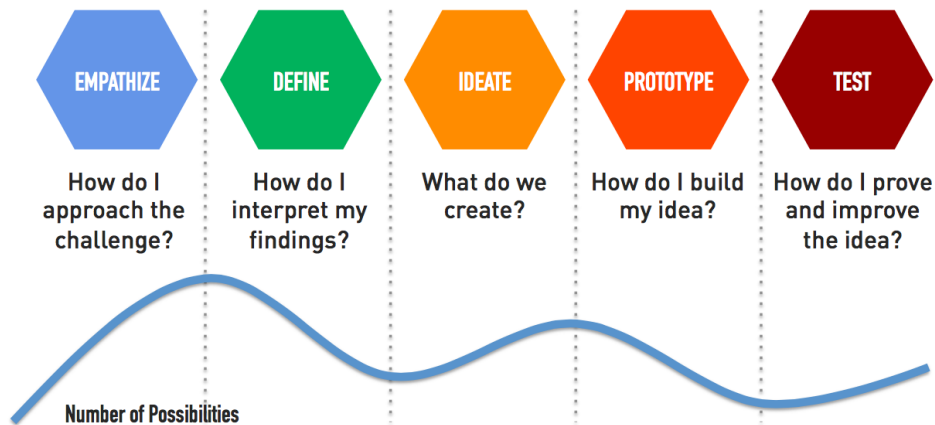 EMPATHIZE
DEFINE
IDEATE
PROTOTYPE
TEST
How do I
approach the
challenge?
How do I
interpret my
findings?
What do we
create?
How do I build
my idea?
How do I prove
and improve
the idea?
Number of Possibilities